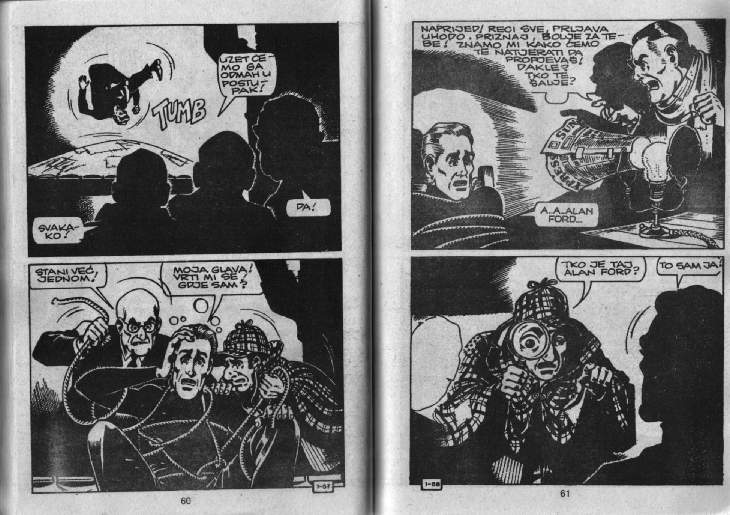 UZET ĆE-
MO GA
ODMAH U
POSTU-
PAK!
TUMB
DA!
SVAKA-
KO!
STANI VEĆ
JEDNOM!
MOJA GLAVA!
VRTI MI SE!
GDJE SAM?
1-57
60
NAPRIJED! RECI SVE, PRLJAVA
UHODO, PRIZNAJ, BOLJE ZA TE-
BE! ZNAMO MI KAKO ĆEMO
TE NATJERATI DA
PROPJEVAŠ!
DAKLE?
TKO TE
ŠALJE?
SUN
TIMES
A...A...ALAN
FORD...
TKO JE TAJ
ALAN FORD?
TO SAM JA!
1-58
61